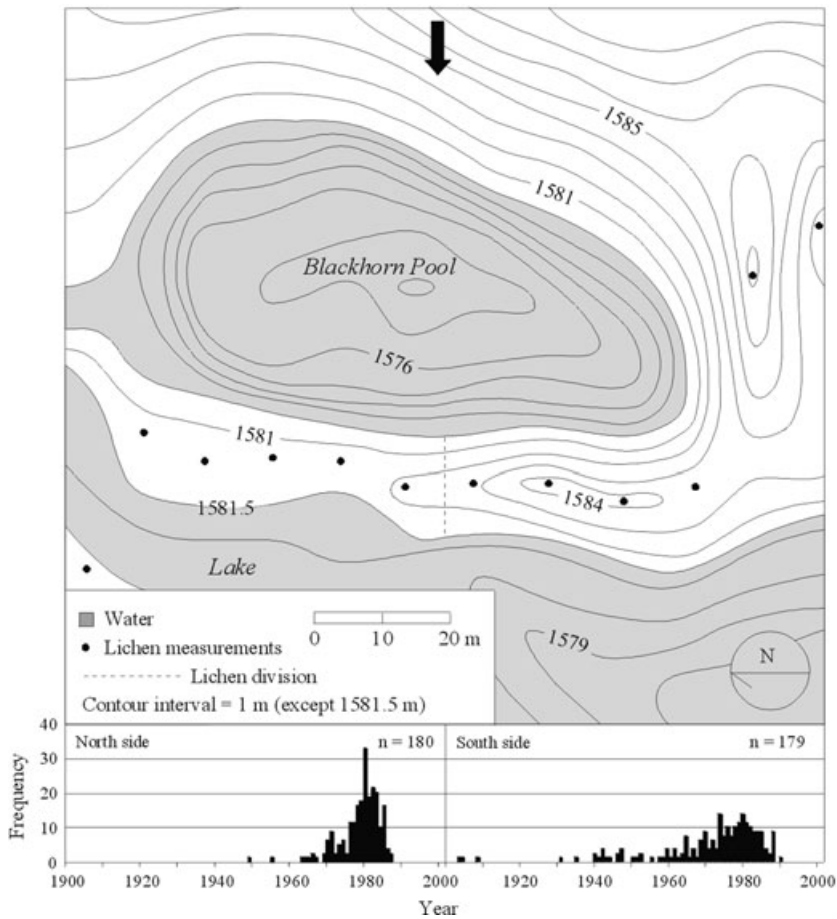 1585
1581
Blackhorn Pool
1576
1581
1584
1581.5
Lake
1579
N
Water
Lichen measurements
Lichen division
Contour interval = 1 m (except 1581.5 m)
0 10 20 m
40
30
20
10
0
Frequency
North side n = 180
South side n = 179
1900 1920 1940 1960 1980 2000 1920 1940 1960 1980 2000
Year